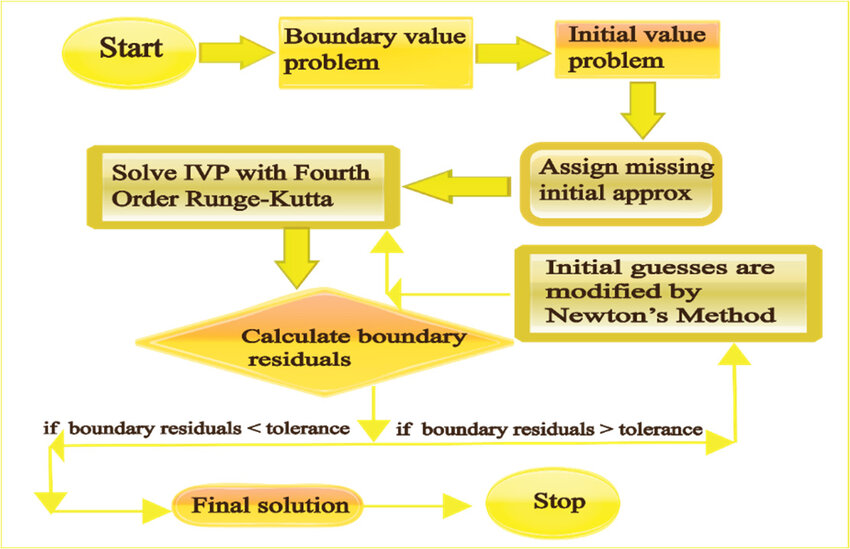 Start
Boundary value
problem
Initial value
problem
Assign missing
initial approx
Solve IVP with Fourth
Order Runge-Kutta
Initial guesses are
modified by
Newton's Method
Calculate boundary
residuals
if boundary residuals < tolerance
if boundary residuals > tolerance
Final solution
Stop